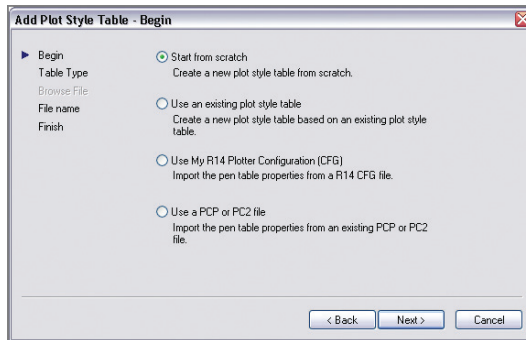 Add Plot Style Table - Begin
Begin
Table Type
Browse File
File name
Finish
Start from scratch
Create a new plot style table from scratch.
Use an existing plot style table
Create a new plot style table based on an existing plot style
table.
Use My R14 Plotter Configuration (CFG)
Import the pen table properties from a R14 CFG file.
Use a PCP or PC2 file
Import the pen table properties from an existing PCP or PC2
file.
< Back
Next >
Cancel